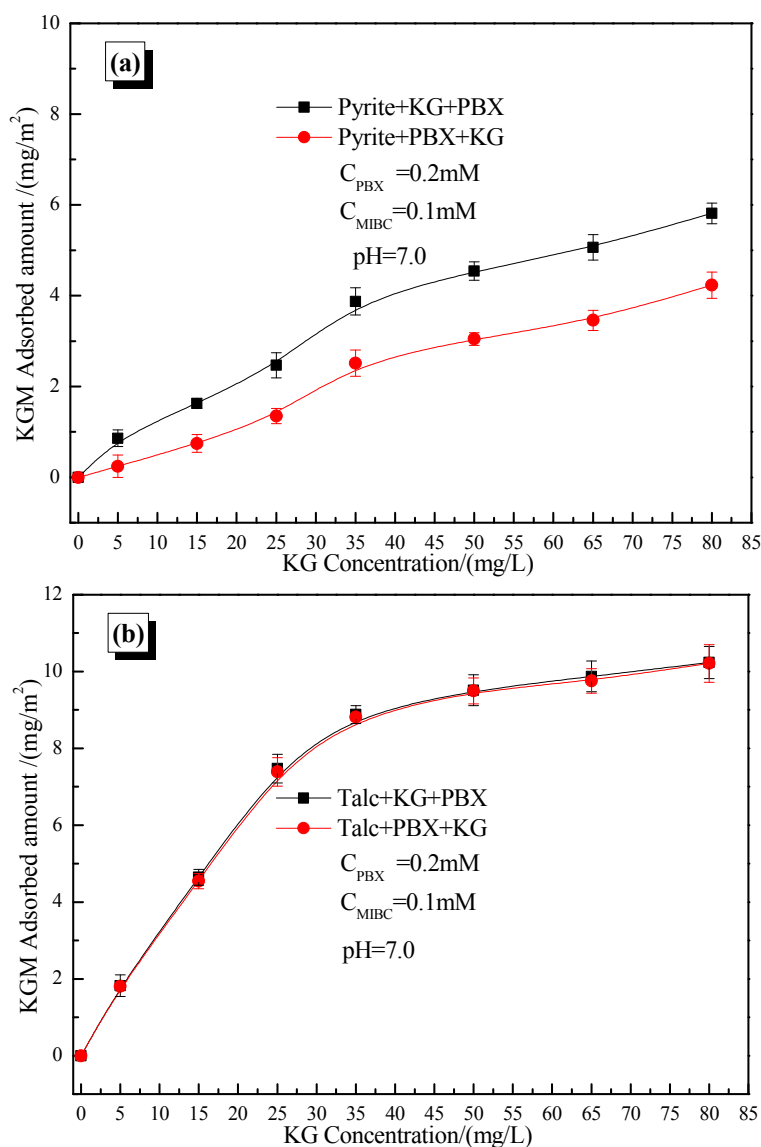 (a)
Pyrite+KG+PBX
Pyrite+PBX+KG
C_PBX =0.2mM
C_MIBC=0.1mM
pH=7.0
KGM Adsorbed amount /(mg/m²)
10
8
6
4
2
0
0 5 10 15 20 25 30 35 40 45 50 55 60 65 70 75 80 85
KG Concentration/(mg/L)
(b)
Talc+KG+PBX
Talc+PBX+KG
C_PBX =0.2mM
C_MIBC=0.1mM
pH=7.0
KGM Adsorbed amount /(mg/m²)
12
10
8
6
4
2
0
0 5 10 15 20 25 30 35 40 45 50 55 60 65 70 75 80 85
KG Concentration/(mg/L)